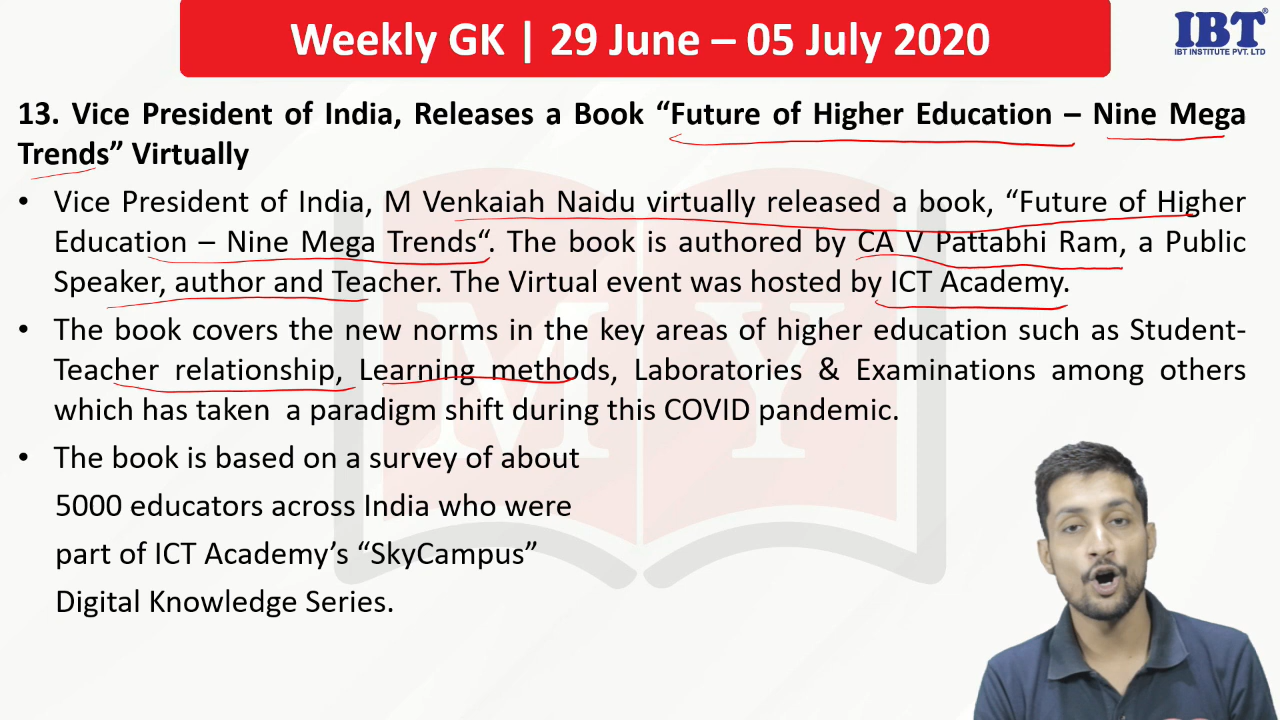 Weekly GK | 29 June – 05 July 2020
IBT®
IBT INSTITUTE PVT. LTD
13. Vice President of India, Releases a Book “Future of Higher Education – Nine Mega
Trends” Virtually
• Vice President of India, M Venkaiah Naidu virtually released a book, “Future of Higher
Education – Nine Mega Trends“. The book is authored by CA V Pattabhi Ram, a Public
Speaker, author and Teacher. The Virtual event was hosted by ICT Academy.
• The book covers the new norms in the key areas of higher education such as Student-
Teacher relationship, Learning methods, Laboratories & Examinations among others
which has taken a paradigm shift during this COVID pandemic.
• The book is based on a survey of about
5000 educators across India who were
part of ICT Academy’s “SkyCampus”
Digital Knowledge Series.
M Y